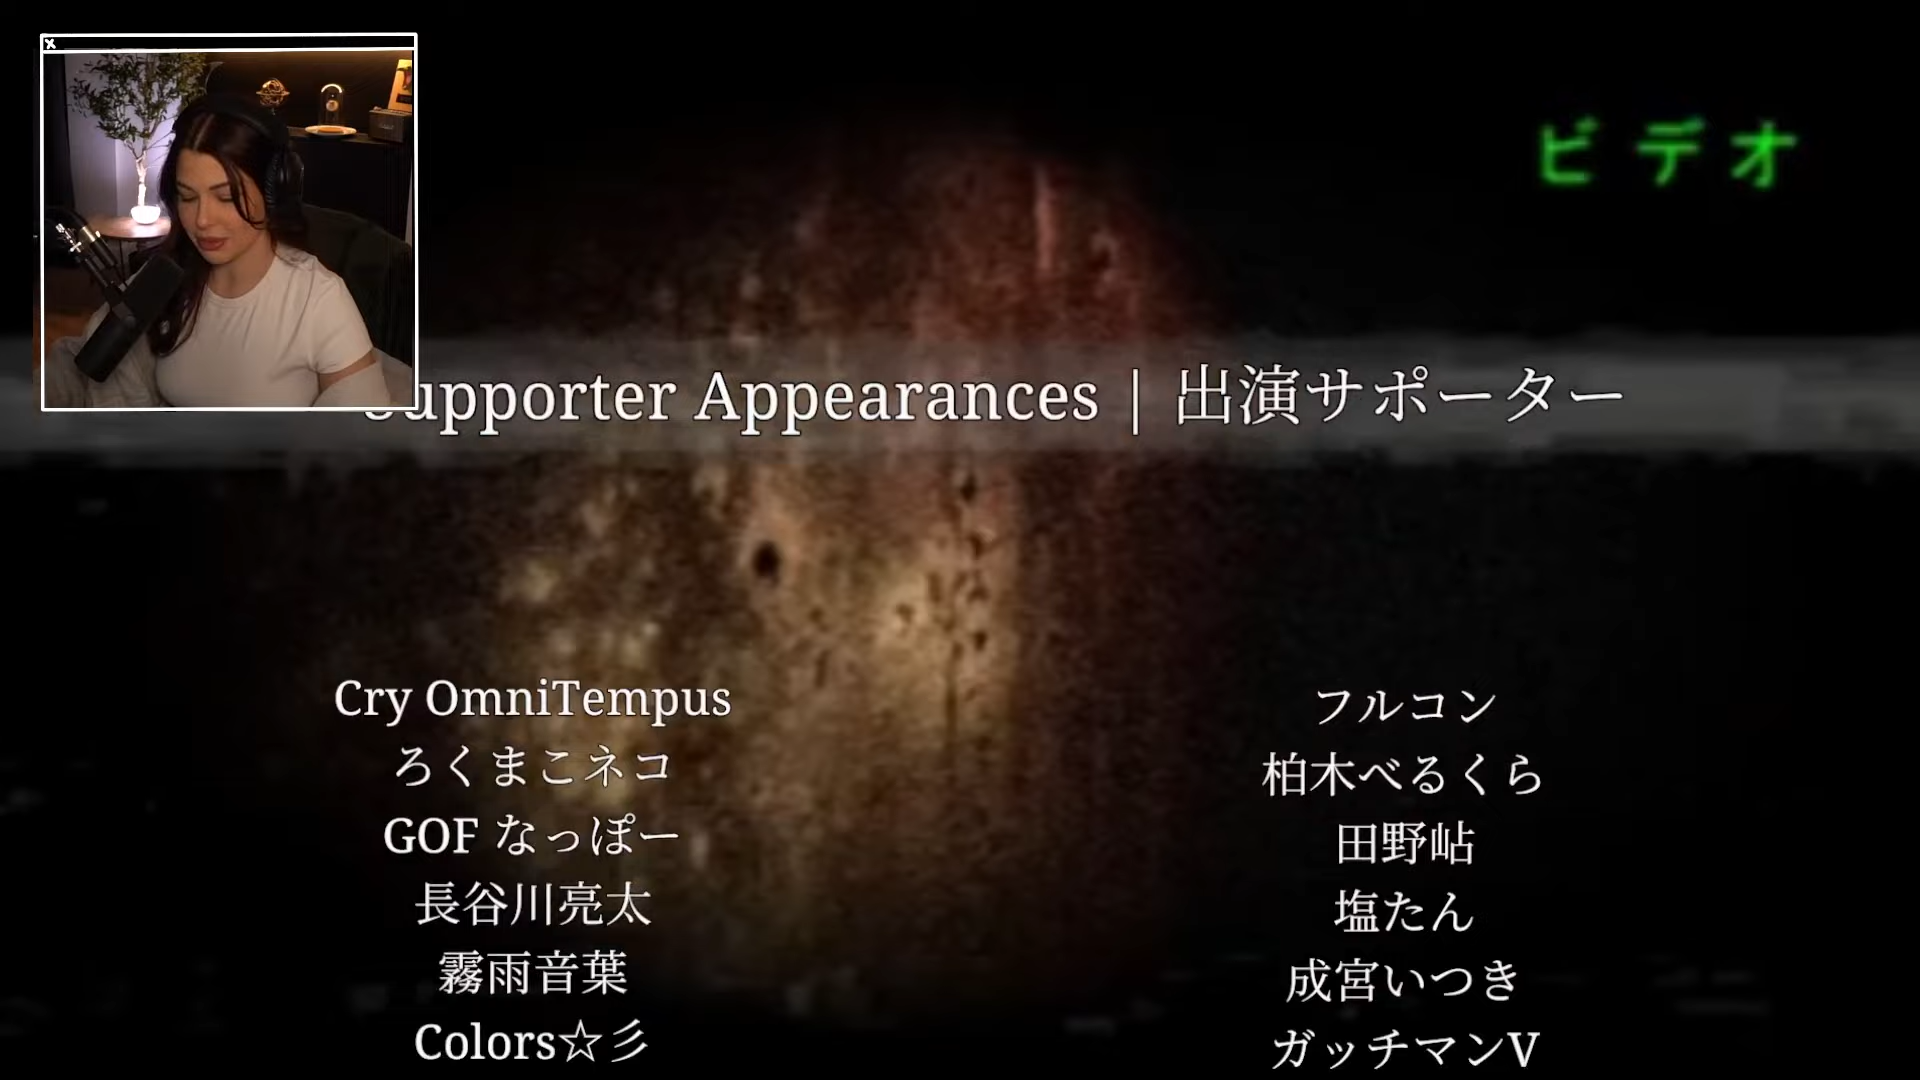 ビデオ
Supporter Appearances | 出演サポーター
Cry OmniTempus
ろくまこネコ
GOF なっぽー
長谷川亮太
霧雨音葉
Colors☆彡
フルコン
柏木べるくら
田野岾
塩たん
成宮いつき
ガッチマンV